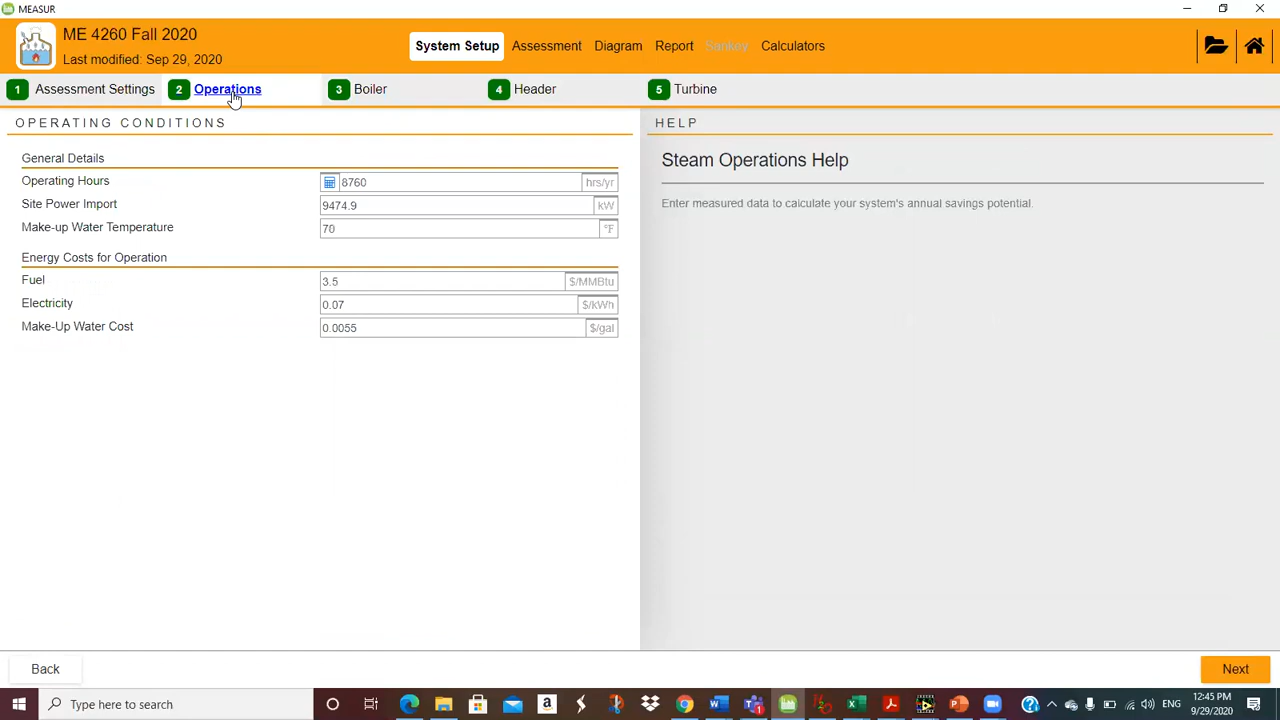 MEASUR
ME 4260 Fall 2020
Last modified: Sep 29, 2020
System Setup Assessment Diagram Report Sankey Calculators
1 Assessment Settings 2 Operations 3 Boiler 4 Header 5 Turbine
OPERATING CONDITIONS
General Details
Operating Hours 8760 hrs/yr
Site Power Import 9474.9 kW
Make-up Water Temperature 70 °F
Energy Costs for Operation
Fuel 3.5 $/MMBtu
Electricity 0.07 $/kWh
Make-Up Water Cost 0.0055 $/gal
HELP
Steam Operations Help
Enter measured data to calculate your system's annual savings potential.
Back Next
Type here to search
ENG
12:45 PM
9/29/2020